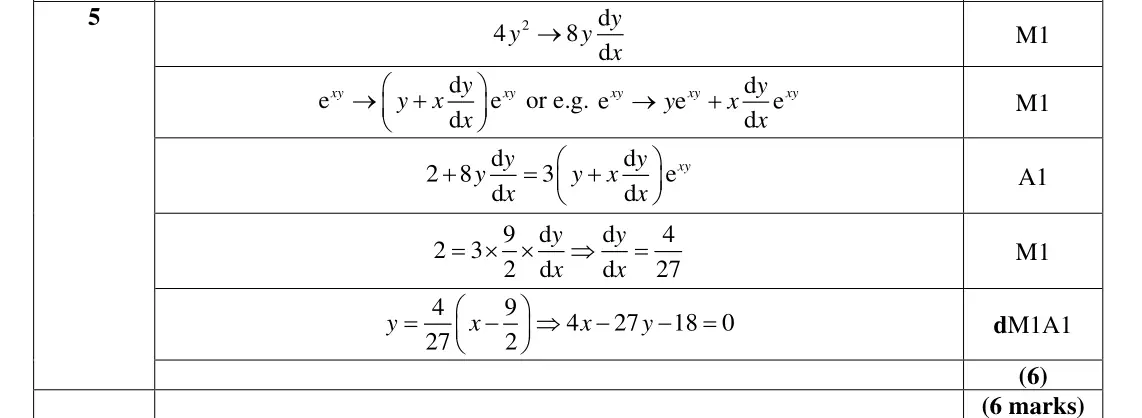 5 4y² → 8y dy/dx M1
e^{xy} → (y + x dy/dx) e^{xy} or e.g. e^{xy} → ye^{xy} + x dy/dx e^{xy} M1
2 + 8y dy/dx = 3(y + x dy/dx) e^{xy} A1
2 = 3 × 9/2 × dy/dx ⇒ dy/dx = 4/27 M1
y = 4/27 (x − 9/2) ⇒ 4x − 27y − 18 = 0 dM1A1
(6)
(6 marks)